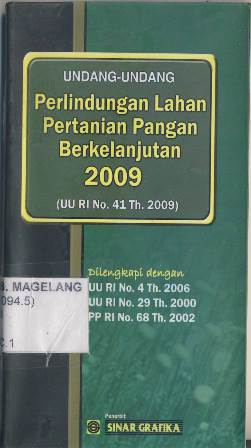 UNDANG-UNDANG
Perlindungan Lahan
Pertanian Pangan
Berkelanjutan
2009
(UU RI No. 41 Th. 2009)
Dilengkapi dengan
UU RI No. 4 Th. 2006
UU RI No. 29 Th. 2000
PP RI No. 68 Th. 2002
MAGELANG
094.5)
C.1
Penerbit
SINAR GRAFIKA